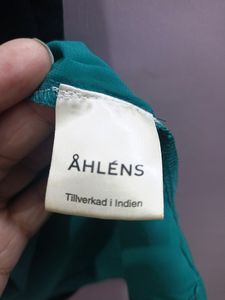 ÅHLÉNS
Tillverkad i Indien